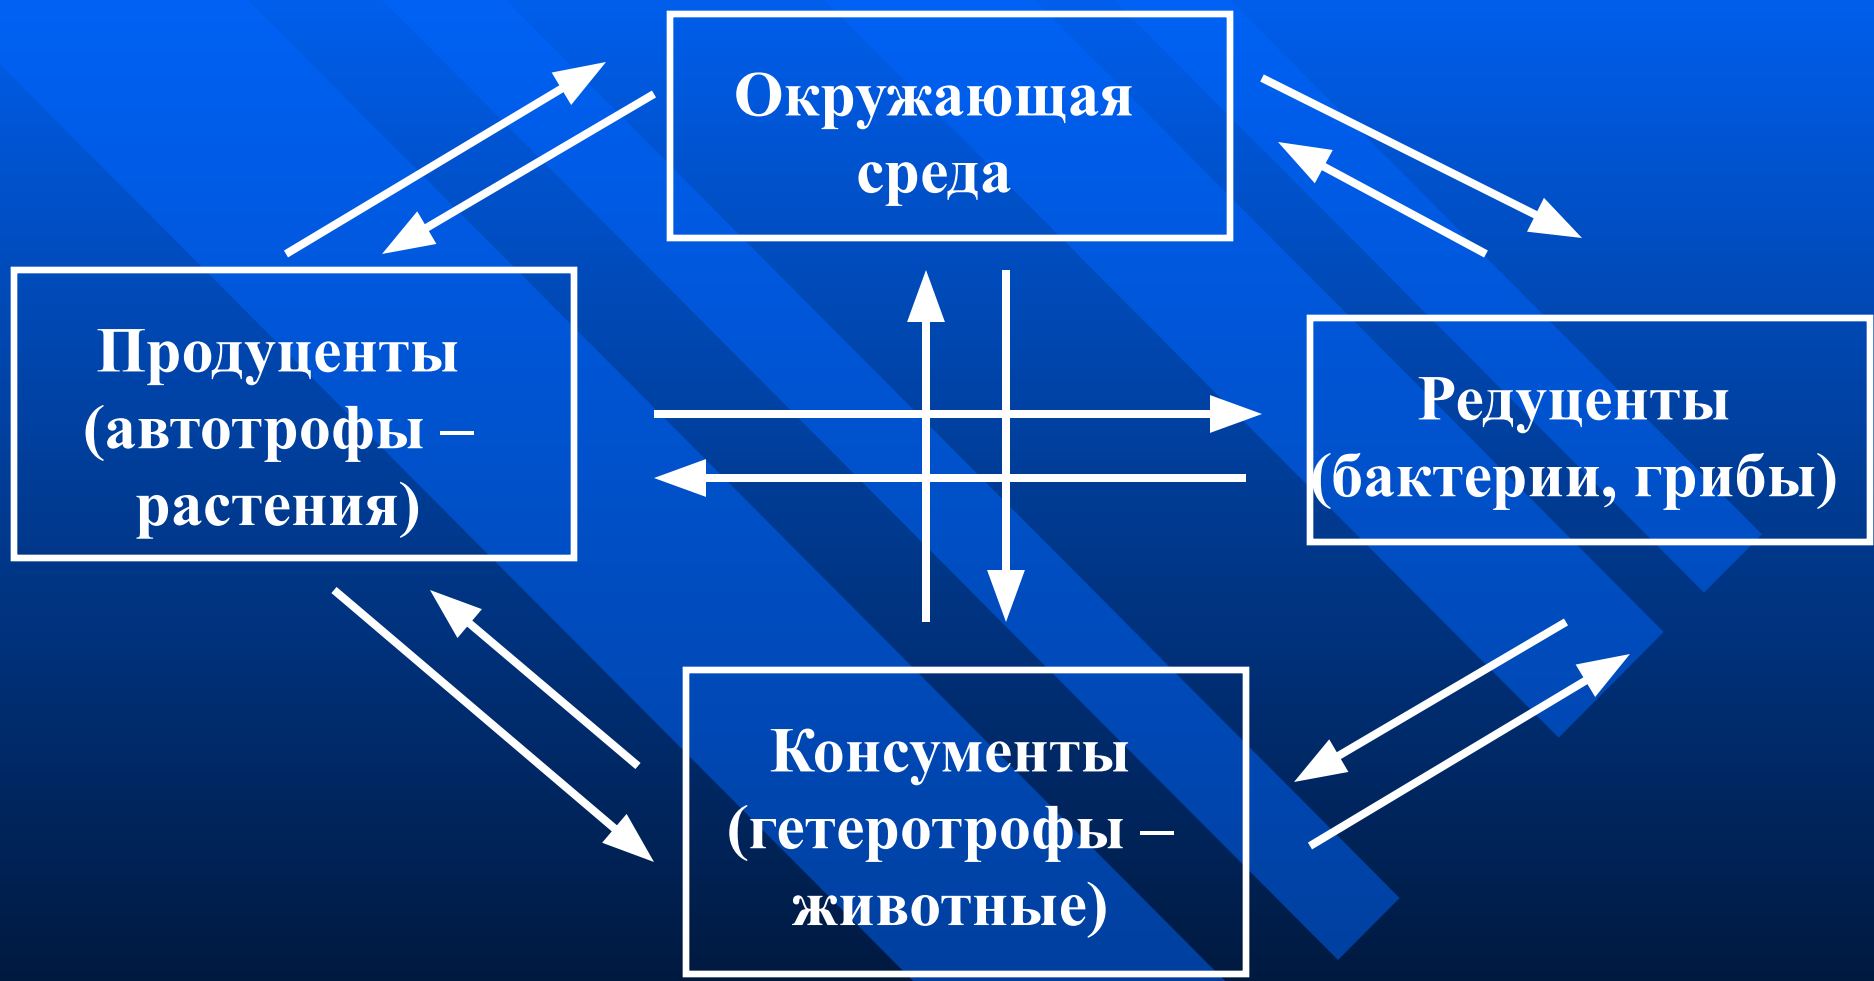 Окружающая
среда
Продуценты
(автотрофы –
растения)
Редуценты
(бактерии, грибы)
Консументы
(гетеротрофы –
животные)